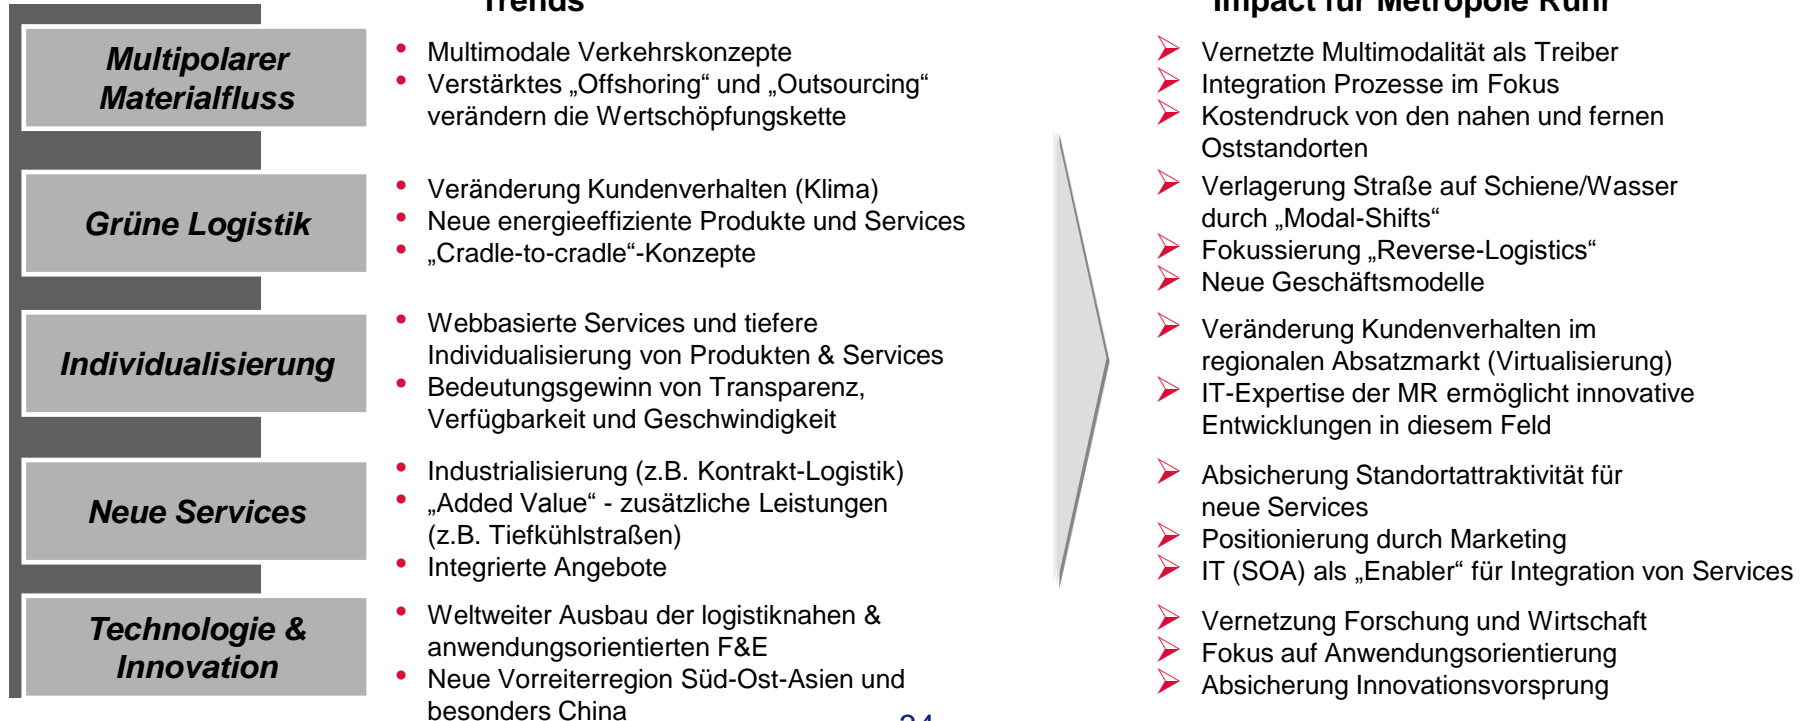 Trends
Impact für Metropole Ruhr
Multipolarer
Materialfluss
• Multimodale Verkehrskonzepte
• Verstärktes „Offshoring“ und „Outsourcing“
verändern die Wertschöpfungskette
➢ Vernetzte Multimodalität als Treiber
➢ Integration Prozesse im Fokus
➢ Kostendruck von den nahen und fernen
Oststandorten
Grüne Logistik
• Veränderung Kundenverhalten (Klima)
• Neue energieeffiziente Produkte und Services
• „Cradle-to-cradle“-Konzepte
➢ Verlagerung Straße auf Schiene/Wasser
durch „Modal-Shifts“
➢ Fokussierung „Reverse-Logistics“
➢ Neue Geschäftsmodelle
Individualisierung
• Webbasierte Services und tiefere
Individualisierung von Produkten & Services
• Bedeutungsgewinn von Transparenz,
Verfügbarkeit und Geschwindigkeit
➢ Veränderung Kundenverhalten im
regionalen Absatzmarkt (Virtualisierung)
➢ IT-Expertise der MR ermöglicht innovative
Entwicklungen in diesem Feld
Neue Services
• Industrialisierung (z.B. Kontrakt-Logistik)
• „Added Value“ - zusätzliche Leistungen
(z.B. Tiefkühlstraßen)
• Integrierte Angebote
➢ Absicherung Standortattraktivität für
neue Services
➢ Positionierung durch Marketing
➢ IT (SOA) als „Enabler“ für Integration von Services
Technologie &
Innovation
• Weltweiter Ausbau der logistiknahen &
anwendungsorientierten F&E
• Neue Vorreiterregion Süd-Ost-Asien und
besonders China
➢ Vernetzung Forschung und Wirtschaft
➢ Fokus auf Anwendungsorientierung
➢ Absicherung Innovationsvorsprung